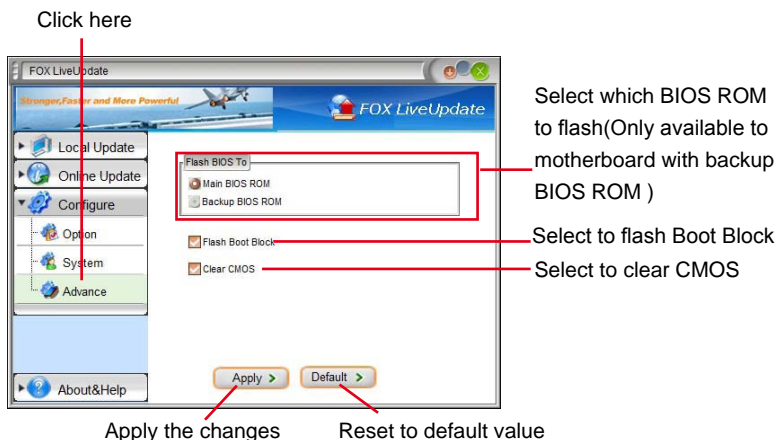 Click here
FOX LiveUpdate
Stronger,Faster and More Powerful
FOX LiveUpdate
Local Update
Online Update
Configure
Option
System
Advance
About&Help
Flash BIOS To
Main BIOS ROM
Backup BIOS ROM
Flash Boot Block
Clear CMOS
Apply
Default
Select which BIOS ROM
to flash(Only available to
motherboard with backup
BIOS ROM )
Select to flash Boot Block
Select to clear CMOS
Apply the changes
Reset to default value